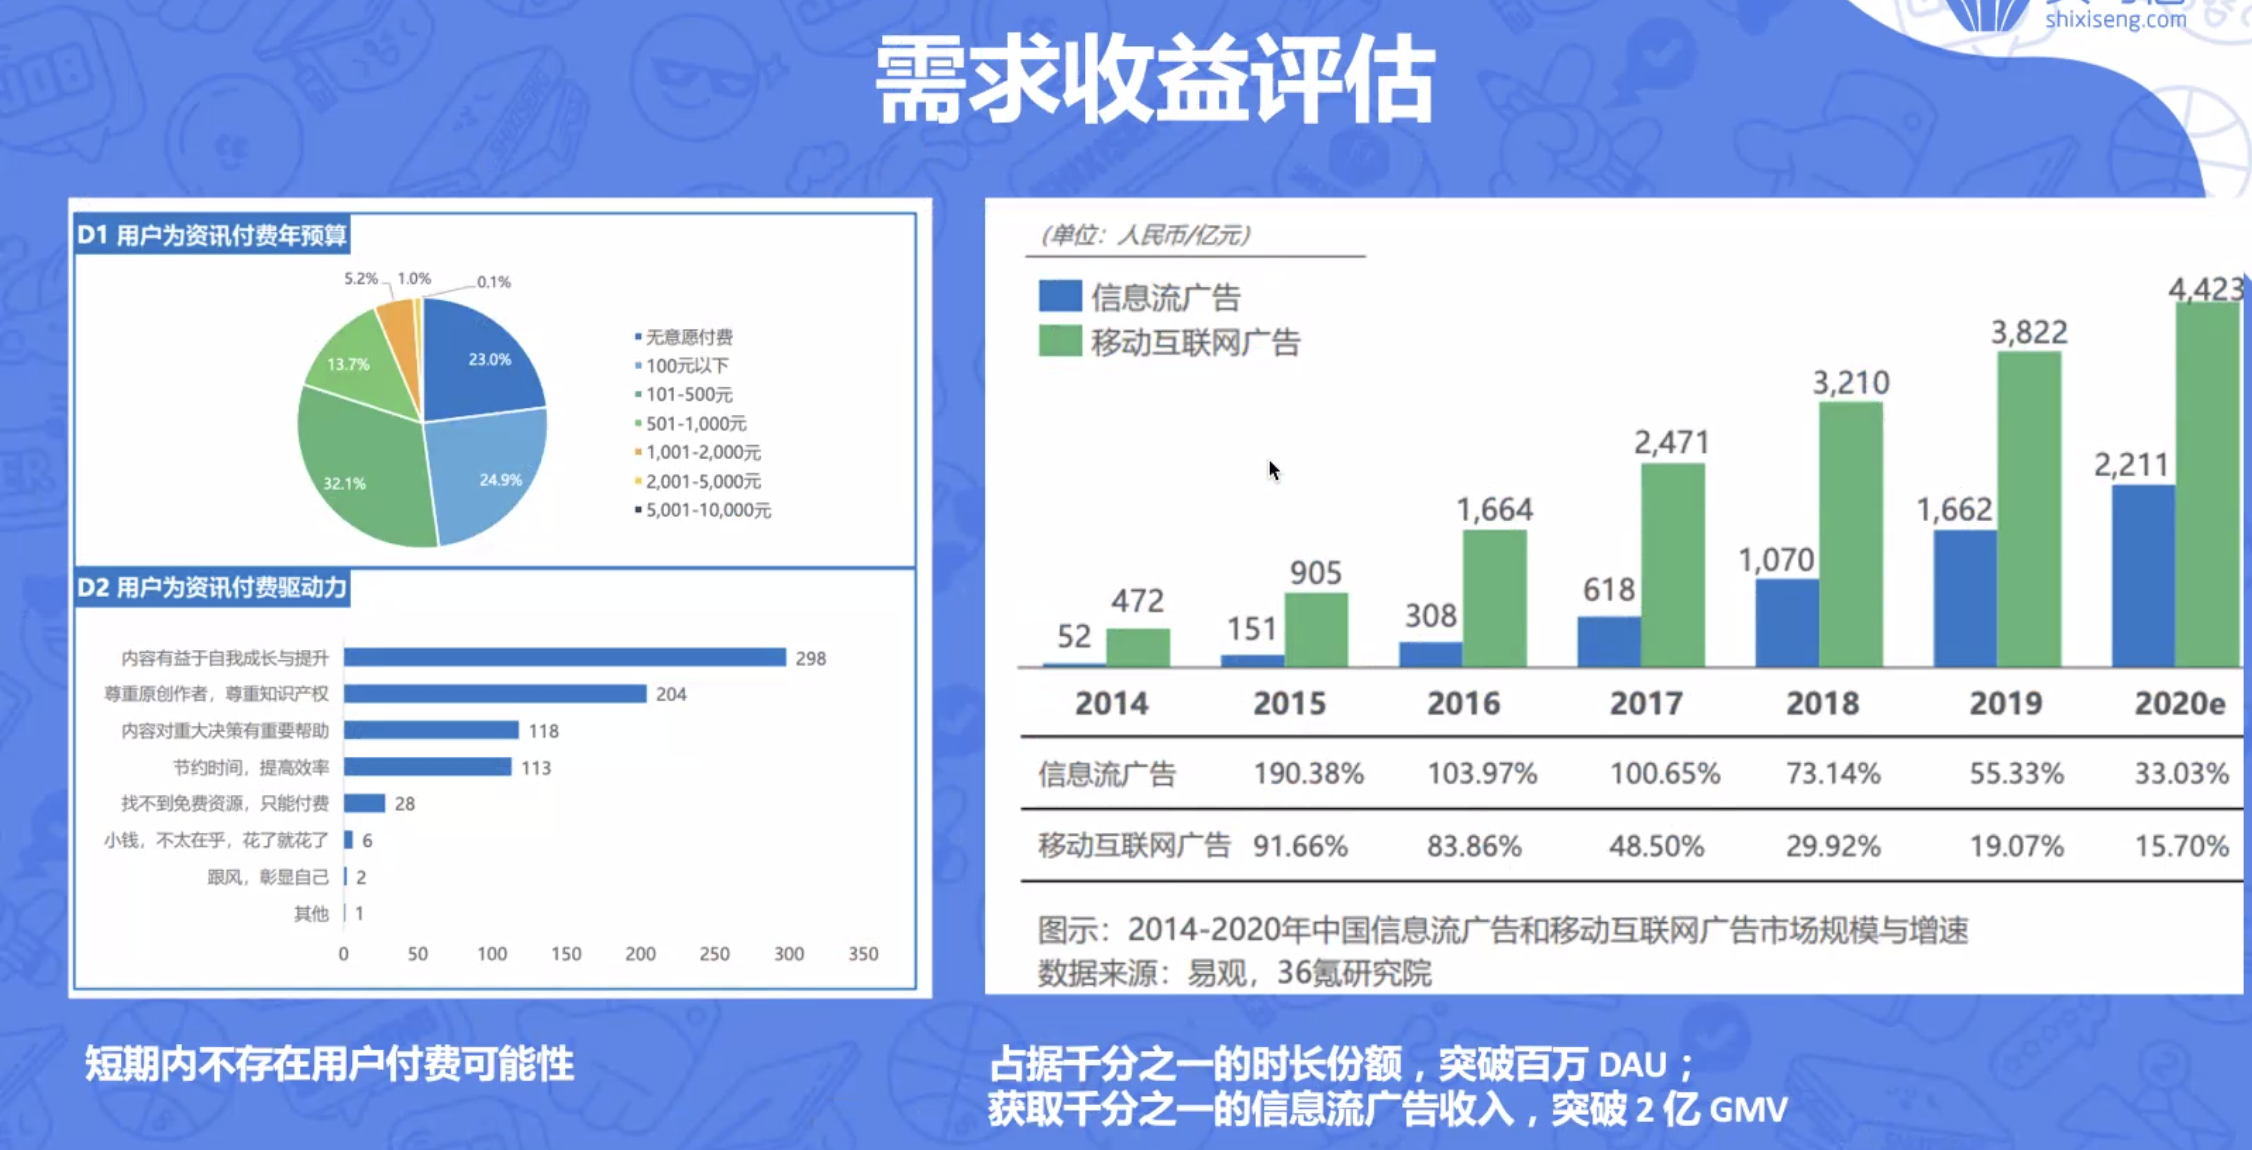 shixiseng.com
需求收益评估
D1 用户为资讯付费年预算
5.2%
1.0%
0.1%
23.0%
13.7%
32.1%
24.9%
无意愿付费
100元以下
101-500元
501-1,000元
1,001-2,000元
2,001-5,000元
5,001-10,000元
D2 用户为资讯付费驱动力
内容有益于自我成长与提升 298
尊重原创作者，尊重知识产权 204
内容对重大决策有重要帮助 118
节约时间，提高效率 113
找不到免费资源，只能付费 28
小钱，不太在乎，花了就花了 6
跟风，彰显自己 2
其他 1
0 50 100 150 200 250 300 350
短期内不存在用户付费可能性
(单位：人民币/亿元)
信息流广告
移动互联网广告
52 472 151 905 308 1,664 618 2,471 1,070 3,210 1,662 3,822 2,211 4,423
2014 2015 2016 2017 2018 2019 2020e
信息流广告 190.38% 103.97% 100.65% 73.14% 55.33% 33.03%
移动互联网广告 91.66% 83.86% 48.50% 29.92% 19.07% 15.70%
图示：2014-2020年中国信息流广告和移动互联网广告市场规模与增速
数据来源：易观，36氪研究院
占据千分之一的时长份额，突破百万 DAU；
获取千分之一的信息流广告收入，突破 2 亿 GMV